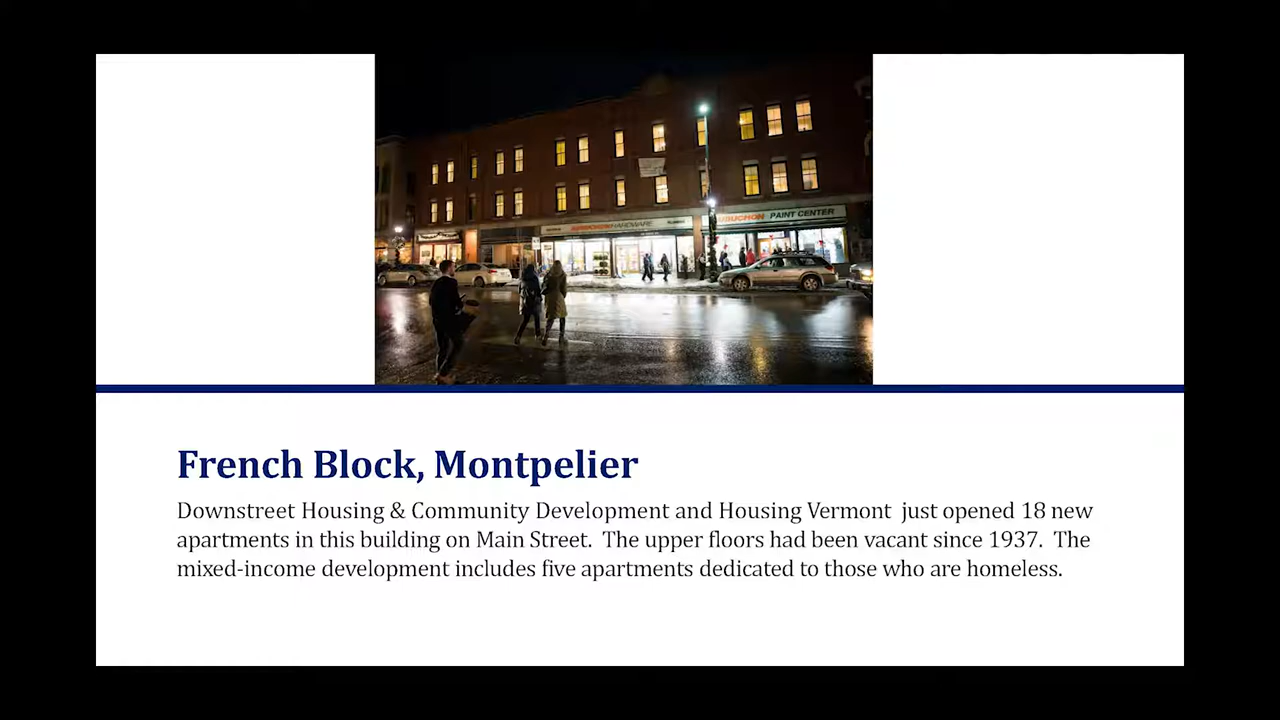 AUBUCHON HARDWARE
AUBUCHON PAINT CENTER
French Block, Montpelier
Downstreet Housing & Community Development and Housing Vermont  just opened 18 new
apartments in this building on Main Street.  The upper floors had been vacant since 1937.  The
mixed-income development includes five apartments dedicated to those who are homeless.